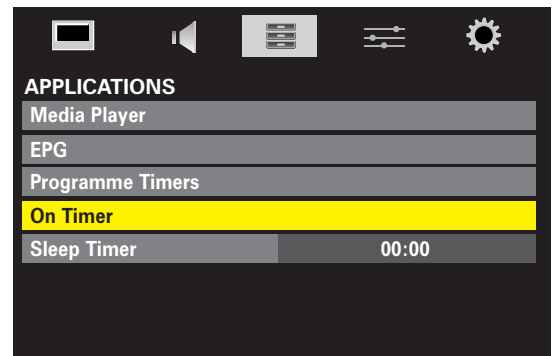 APPLICATIONS
Media Player
EPG
Programme Timers
On Timer
Sleep Timer 00:00